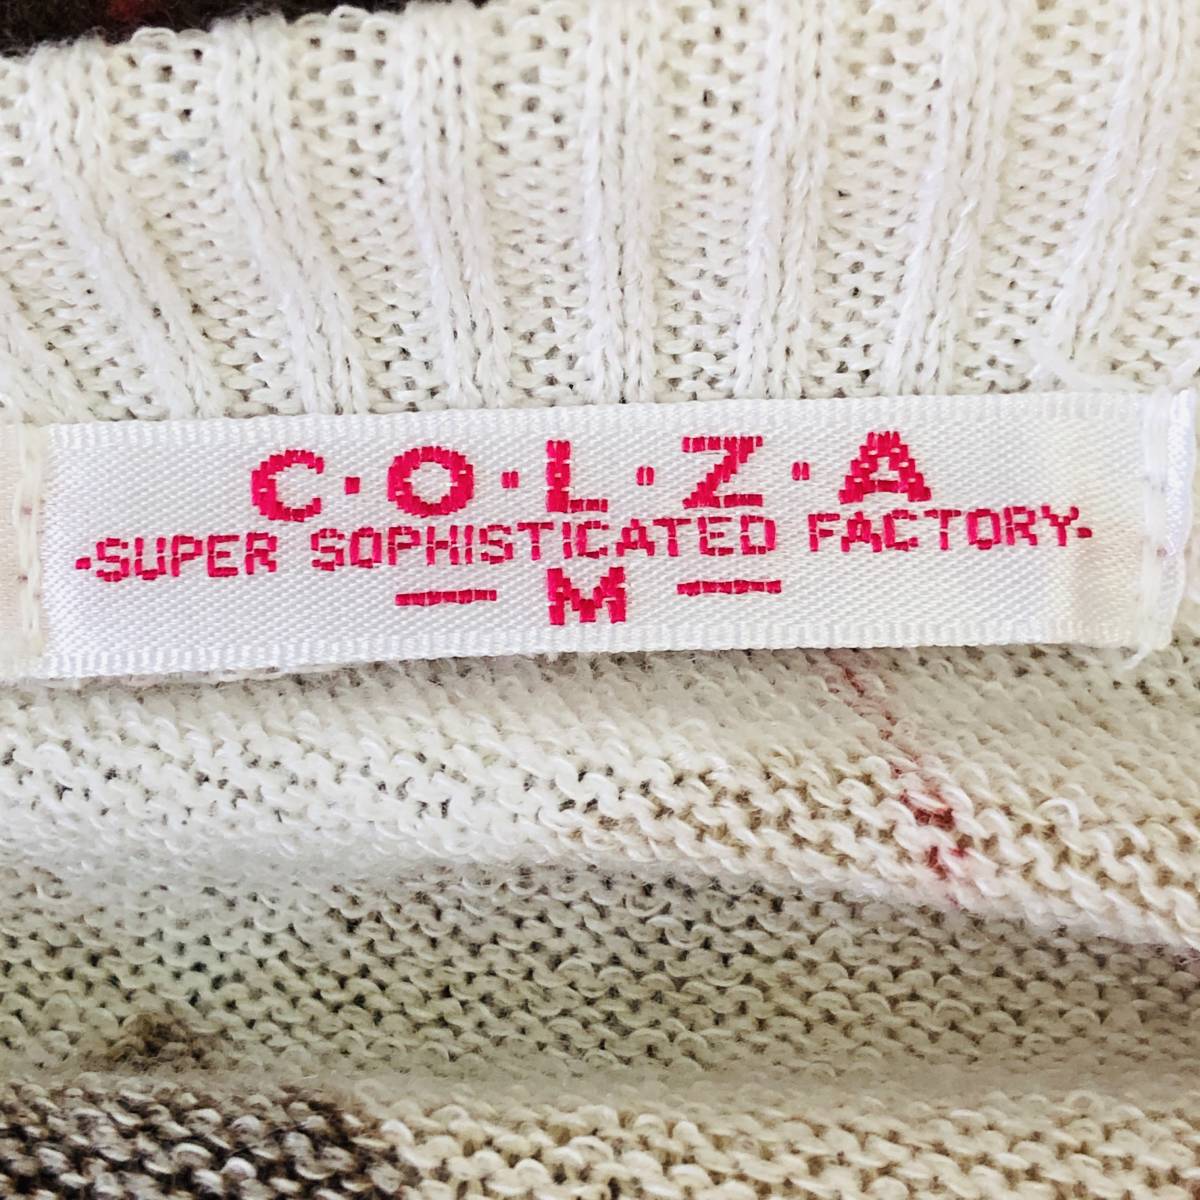 C·O·L·Z·A
·SUPER SOPHISTICATED FACTORY·
— M —